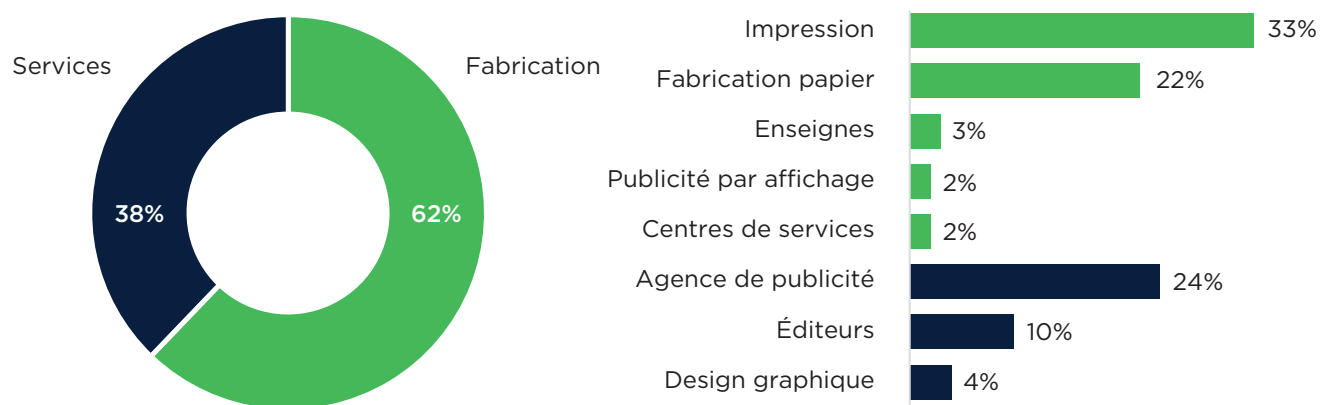 Services
Fabrication
38%
62%
Impression 33%
Fabrication papier 22%
Enseignes 3%
Publicité par affichage 2%
Centres de services 2%
Agence de publicité 24%
Éditeurs 10%
Design graphique 4%